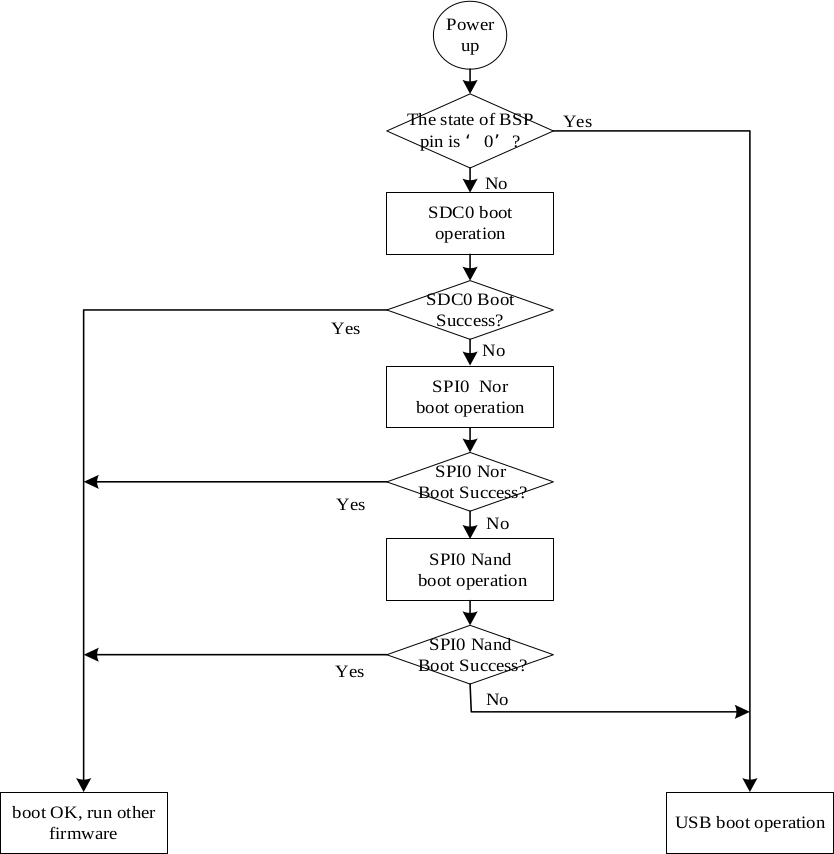 Power
up
The state of BSP
pin is ‘ 0’ ?
Yes
No
SDC0 boot
operation
SDC0 Boot
Success?
Yes
No
SPI0 Nor
boot operation
SPI0 Nor
Boot Success?
Yes
No
SPI0 Nand
boot operation
SPI0 Nand
Boot Success?
Yes
No
boot OK, run other
firmware
USB boot operation